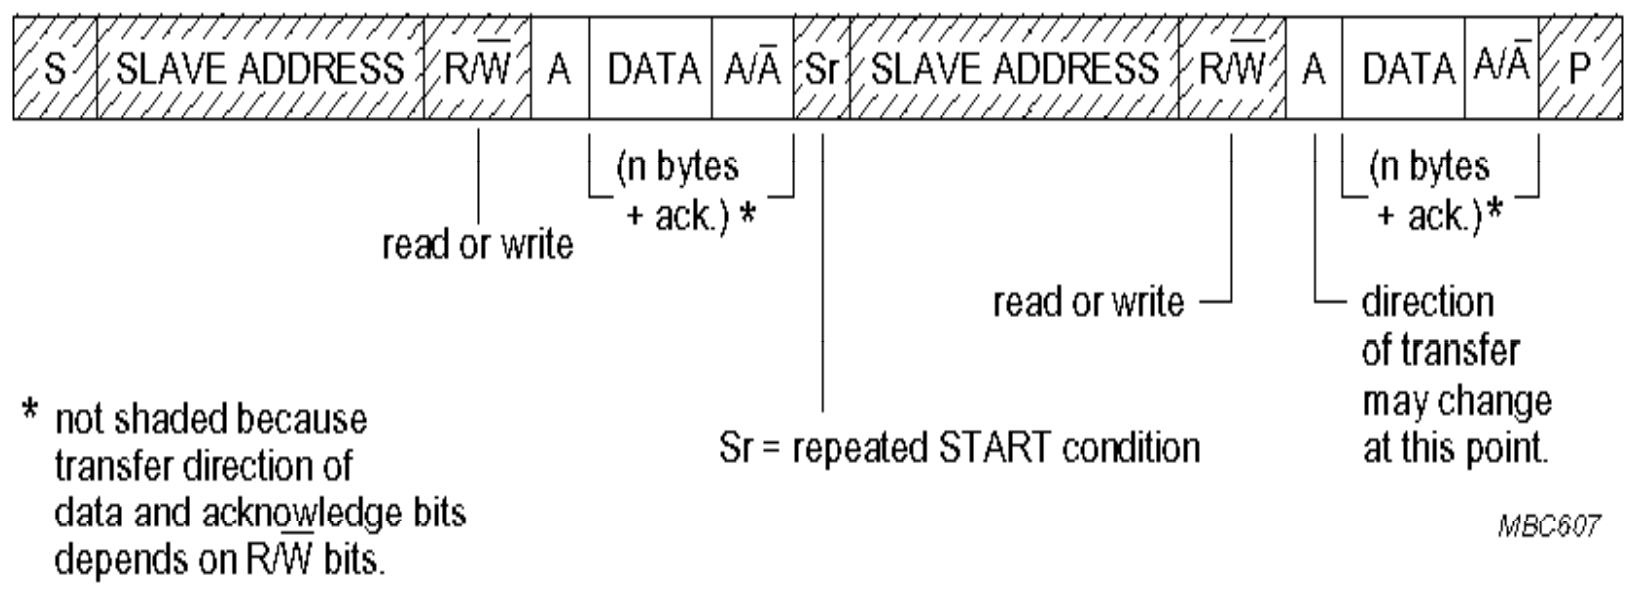 S SLAVE ADDRESS R/W̅ A DATA A/A̅ Sr SLAVE ADDRESS R/W̅ A DATA A/A̅ P
(n bytes
+ ack.) *
read or write
(n bytes
+ ack.) *
read or write
direction
of transfer
may change
at this point.
Sr = repeated START condition
* not shaded because
transfer direction of
data and acknowledge bits
depends on R/W̅ bits.
MBC607